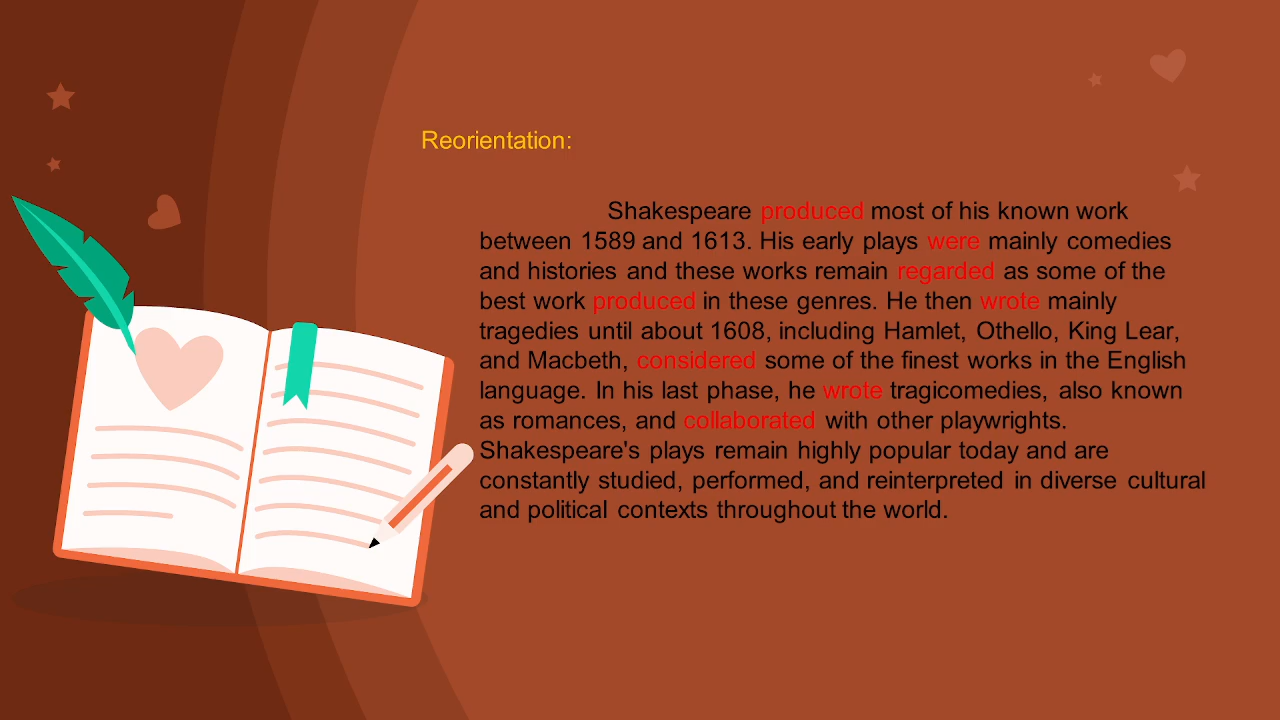 Reorientation:
Shakespeare produced most of his known work
between 1589 and 1613. His early plays were mainly comedies
and histories and these works remain regarded as some of the
best work produced in these genres. He then wrote mainly
tragedies until about 1608, including Hamlet, Othello, King Lear,
and Macbeth, considered some of the finest works in the English
language. In his last phase, he wrote tragicomedies, also known
as romances, and collaborated with other playwrights.
Shakespeare's plays remain highly popular today and are
constantly studied, performed, and reinterpreted in diverse cultural
and political contexts throughout the world.